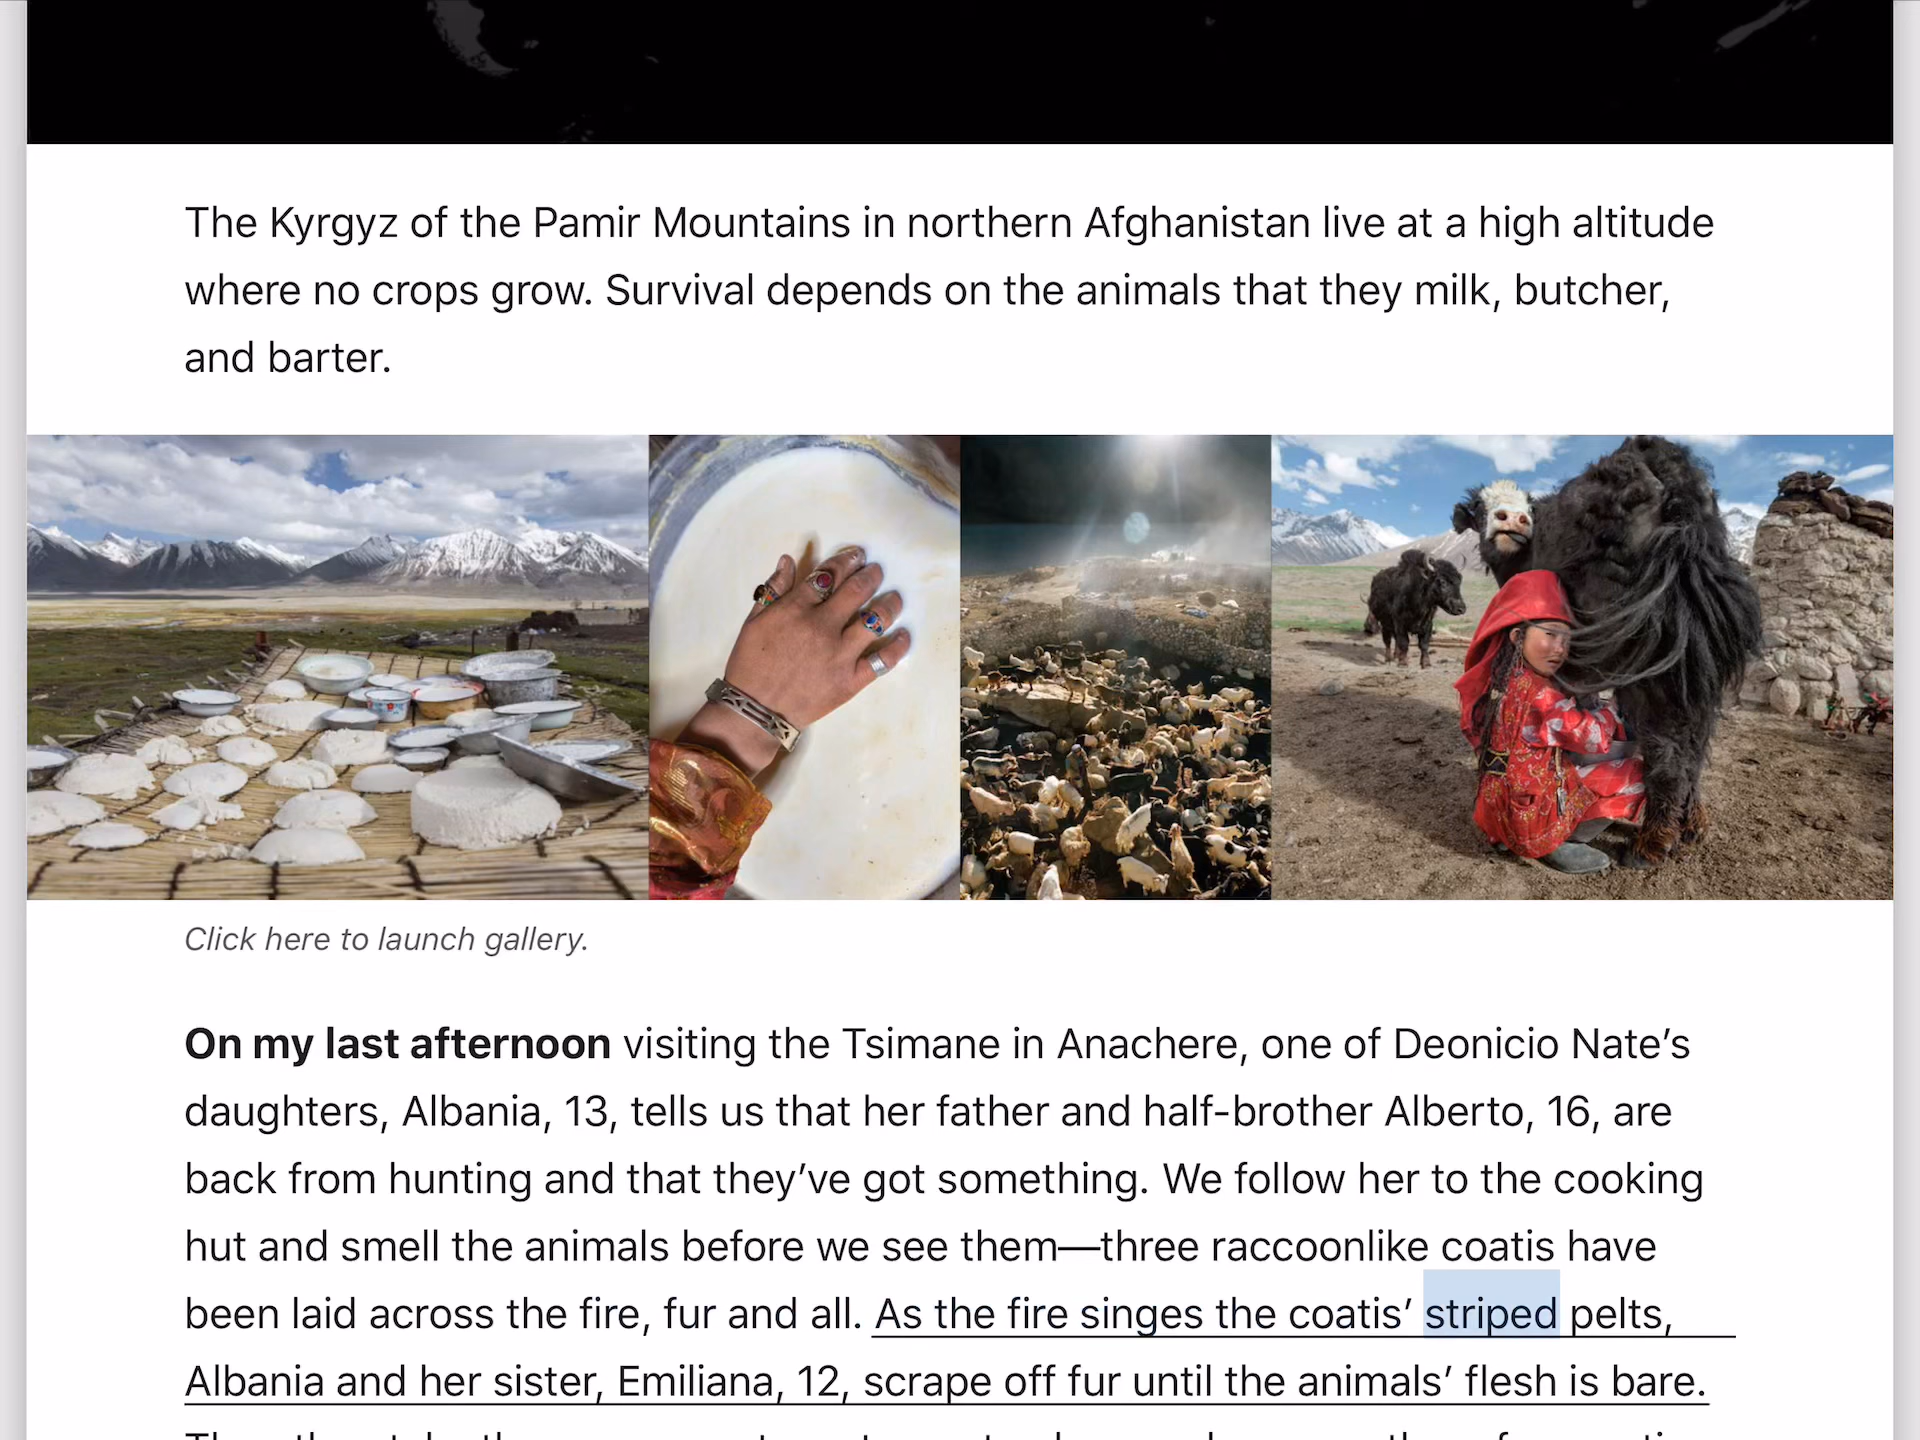 The Kyrgyz of the Pamir Mountains in northern Afghanistan live at a high altitude
where no crops grow. Survival depends on the animals that they milk, butcher,
and barter.
Click here to launch gallery.
On my last afternoon visiting the Tsimane in Anachere, one of Deonicio Nate’s
daughters, Albania, 13, tells us that her father and half-brother Alberto, 16, are
back from hunting and that they’ve got something. We follow her to the cooking
hut and smell the animals before we see them—three raccoonlike coatis have
been laid across the fire, fur and all. As the fire singes the coatis’ striped pelts,
Albania and her sister, Emiliana, 12, scrape off fur until the animals’ flesh is bare.